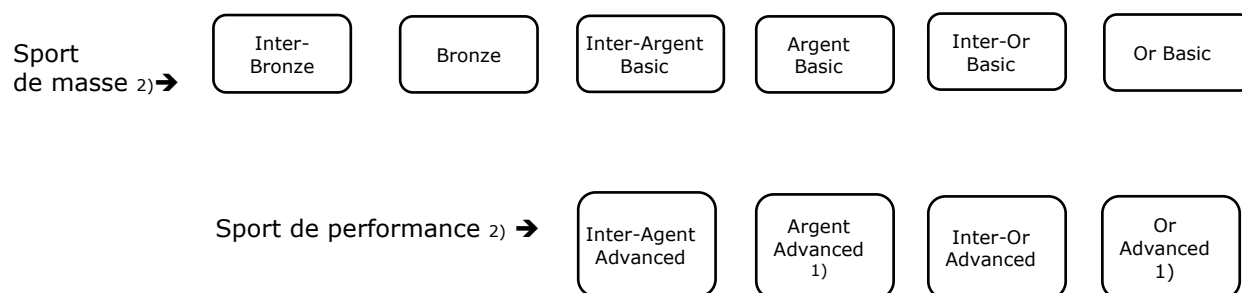 Sport
de masse 2)➔
Inter-
Bronze
Bronze
Inter-Argent
Basic
Argent
Basic
Inter-Or
Basic
Or Basic
Sport de performance 2) ➔
Inter-Agent
Advanced
Argent
Advanced
1)
Inter-Or
Advanced
Or
Advanced
1)